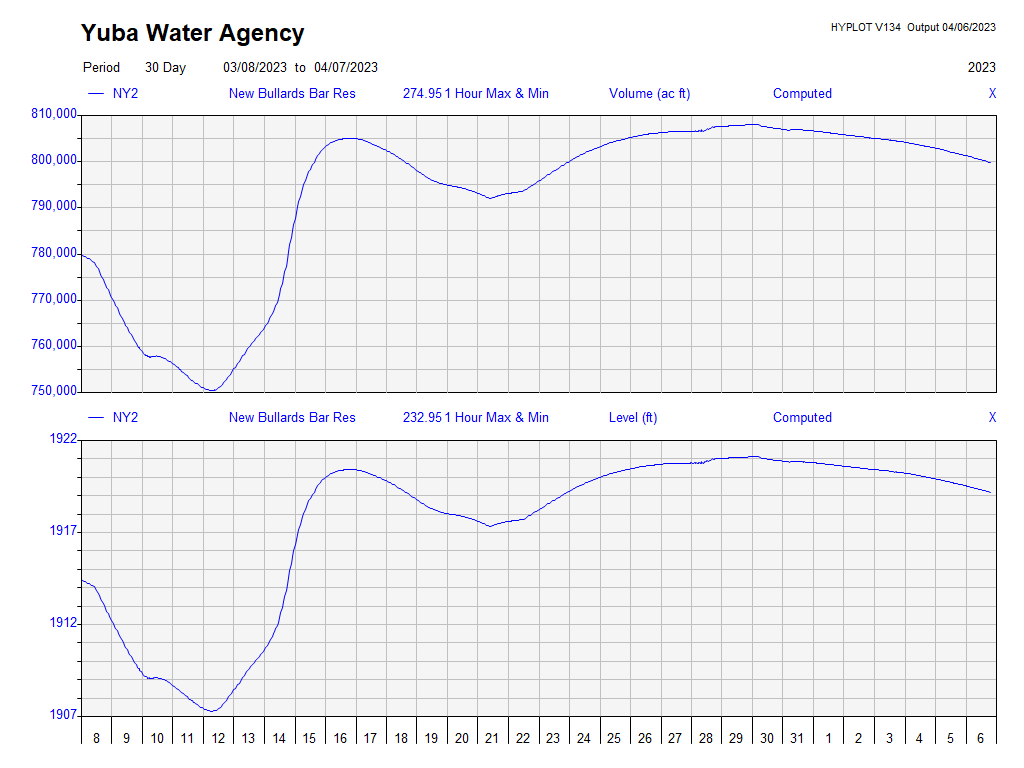 Yuba Water Agency
HYPLOT V134 Output 04/06/2023
Period 30 Day 03/08/2023 to 04/07/2023 2023
NY2 New Bullards Bar Res 274.95 1 Hour Max & Min Volume (ac ft) Computed X
810,000
800,000
790,000
780,000
770,000
760,000
750,000
NY2 New Bullards Bar Res 232.95 1 Hour Max & Min Level (ft) Computed X
1922
1917
1912
1907
8 9 10 11 12 13 14 15 16 17 18 19 20 21 22 23 24 25 26 27 28 29 30 31 1 2 3 4 5 6